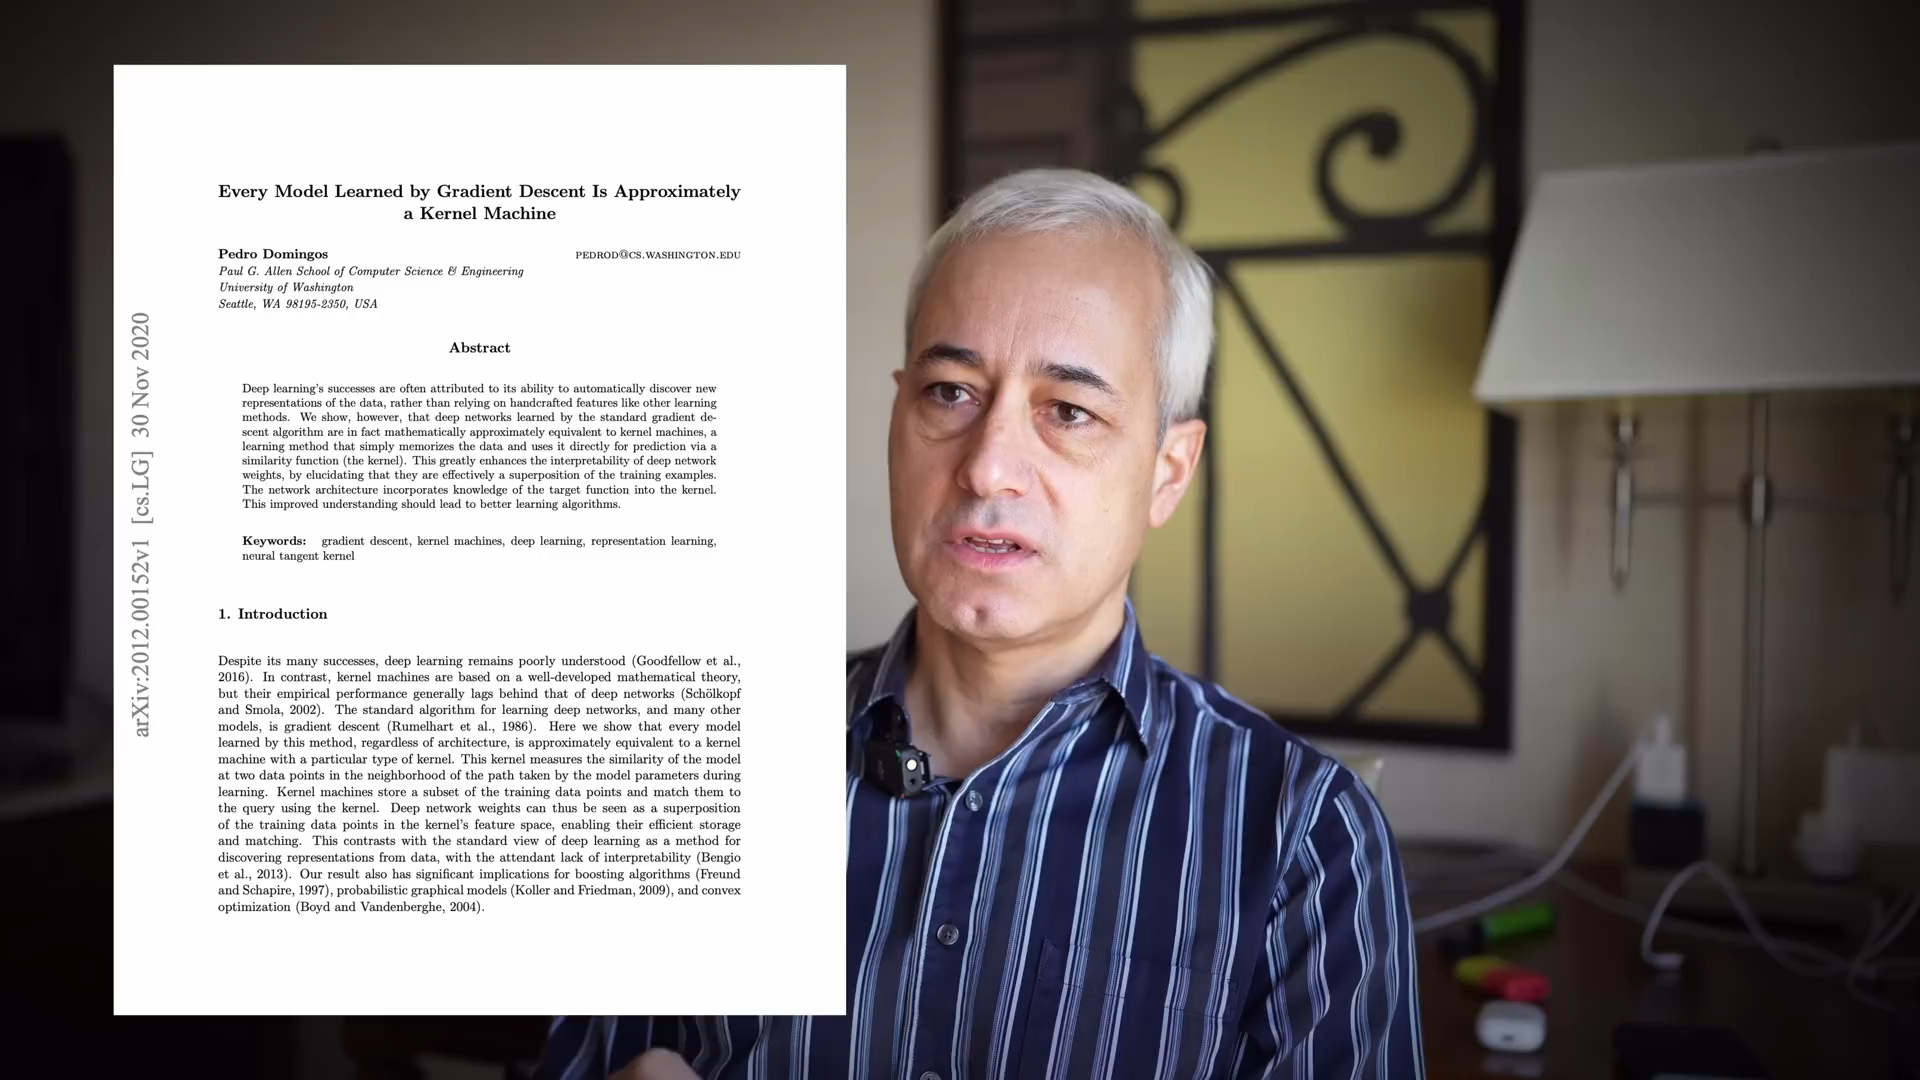 Every Model Learned by Gradient Descent Is Approximately
a Kernel Machine
Pedro Domingos PEDROD@CS.WASHINGTON.EDU
Paul G. Allen School of Computer Science & Engineering
University of Washington
Seattle, WA 98195-2350, USA
arXiv:2012.00152v1 [cs.LG] 30 Nov 2020
Abstract
Deep learning's successes are often attributed to its ability to automatically discover new
representations of the data, rather than relying on handcrafted features like other learning
methods. We show, however, that deep networks learned by the standard gradient de-
scent algorithm are in fact mathematically approximately equivalent to kernel machines, a
learning method that simply memorizes the data and uses it directly for prediction via a
similarity function (the kernel). This greatly enhances the interpretability of deep network
weights, by elucidating that they are effectively a superposition of the training examples.
The network architecture incorporates knowledge of the target function into the kernel.
This improved understanding should lead to better learning algorithms.
Keywords: gradient descent, kernel machines, deep learning, representation learning,
neural tangent kernel
1. Introduction
Despite its many successes, deep learning remains poorly understood (Goodfellow et al.,
2016). In contrast, kernel machines are based on a well-developed mathematical theory,
but their empirical performance generally lags behind that of deep networks (Schölkopf
and Smola, 2002). The standard algorithm for learning deep networks, and many other
models, is gradient descent (Rumelhart et al., 1986). Here we show that every model
learned by this method, regardless of architecture, is approximately equivalent to a kernel
machine with a particular type of kernel. This kernel measures the similarity of the model
at two data points in the neighborhood of the path taken by the model parameters during
learning. Kernel machines store a subset of the training data points and match them to
the query using the kernel. Deep network weights can thus be seen as a superposition
of the training data points in the kernel's feature space, enabling their efficient storage
and matching. This contrasts with the standard view of deep learning as a method for
discovering representations from data, with the attendant lack of interpretability (Bengio
et al., 2013). Our result also has significant implications for boosting algorithms (Freund
and Schapire, 1997), probabilistic graphical models (Koller and Friedman, 2009), and convex
optimization (Boyd and Vandenberghe, 2004).